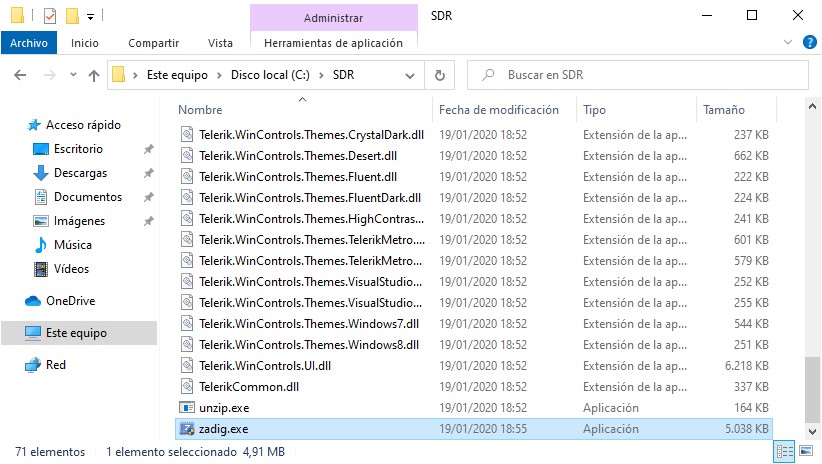 Administrar SDR
Archivo Inicio Compartir Vista Herramientas de aplicación
Este equipo Disco local (C:) SDR Buscar en SDR
Nombre Fecha de modificación Tipo Tamaño
Acceso rápido
Escritorio
Descargas
Documentos
Imágenes
Música
Vídeos
OneDrive
Este equipo
Red
Telerik.WinControls.Themes.CrystalDark.dll 19/01/2020 18:52 Extensión de la ap... 237 KB
Telerik.WinControls.Themes.Desert.dll 19/01/2020 18:52 Extensión de la ap... 662 KB
Telerik.WinControls.Themes.Fluent.dll 19/01/2020 18:52 Extensión de la ap... 222 KB
Telerik.WinControls.Themes.FluentDark.dll 19/01/2020 18:52 Extensión de la ap... 224 KB
Telerik.WinControls.Themes.HighContras... 19/01/2020 18:52 Extensión de la ap... 241 KB
Telerik.WinControls.Themes.TelerikMetro.... 19/01/2020 18:52 Extensión de la ap... 601 KB
Telerik.WinControls.Themes.TelerikMetro... 19/01/2020 18:52 Extensión de la ap... 579 KB
Telerik.WinControls.Themes.VisualStudio... 19/01/2020 18:52 Extensión de la ap... 252 KB
Telerik.WinControls.Themes.VisualStudio... 19/01/2020 18:52 Extensión de la ap... 255 KB
Telerik.WinControls.Themes.Windows7.dll 19/01/2020 18:52 Extensión de la ap... 544 KB
Telerik.WinControls.Themes.Windows8.dll 19/01/2020 18:52 Extensión de la ap... 251 KB
Telerik.WinControls.UI.dll 19/01/2020 18:52 Extensión de la ap... 6.218 KB
TelerikCommon.dll 19/01/2020 18:52 Extensión de la ap... 337 KB
unzip.exe 19/01/2020 18:52 Aplicación 164 KB
zadig.exe 19/01/2020 18:55 Aplicación 5.038 KB
71 elementos 1 elemento seleccionado 4,91 MB